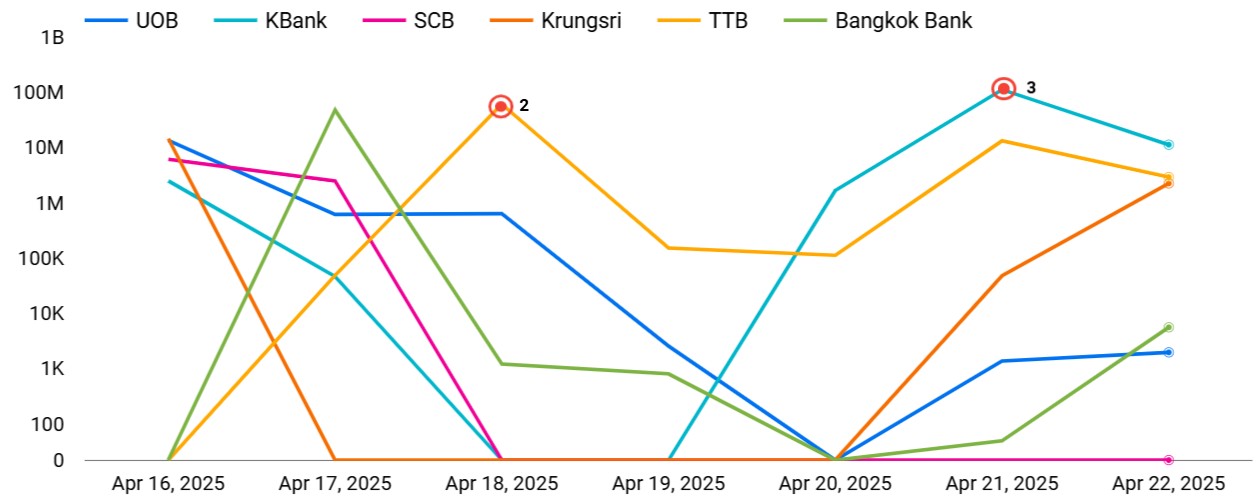 UOB KBank SCB Krungsri TTB Bangkok Bank
1B
100M
10M
1M
100K
10K
1K
100
0
2
3
Apr 16, 2025 Apr 17, 2025 Apr 18, 2025 Apr 19, 2025 Apr 20, 2025 Apr 21, 2025 Apr 22, 2025